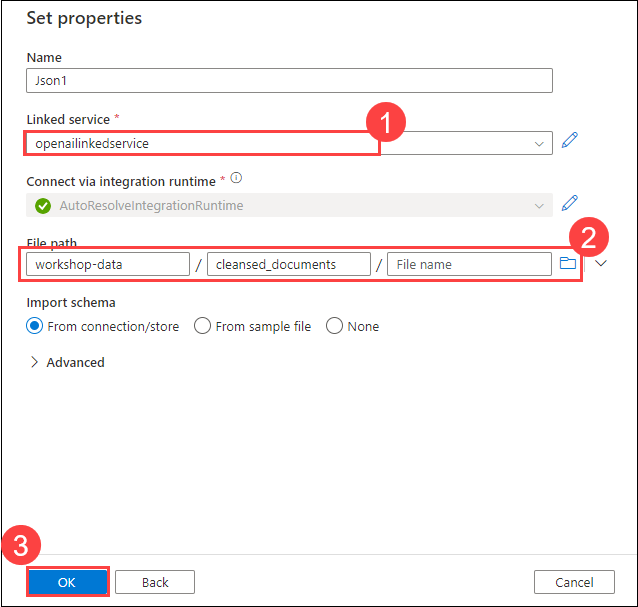 Set properties
Name
Json1
Linked service *
1
openailinkedservice
Connect via integration runtime * i
AutoResolveIntegrationRuntime
2
File path
workshop-data / cleansed_documents / File name
Import schema
From connection/store From sample file None
Advanced
3
OK Back Cancel